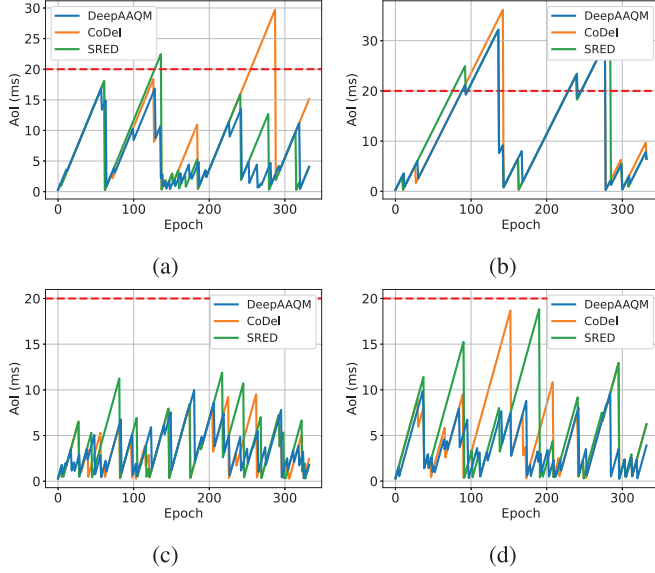 30
25
20
15
10
5
0
AoI (ms)
0 100 200 300
Epoch
DeepAAQM
CoDel
SRED
(a)
30
20
10
0
AoI (ms)
0 100 200 300
Epoch
DeepAAQM
CoDel
SRED
(b)
20
15
10
5
0
AoI (ms)
0 100 200 300
Epoch
DeepAAQM
CoDel
SRED
(c)
20
15
10
5
0
AoI (ms)
0 100 200 300
Epoch
DeepAAQM
CoDel
SRED
(d)